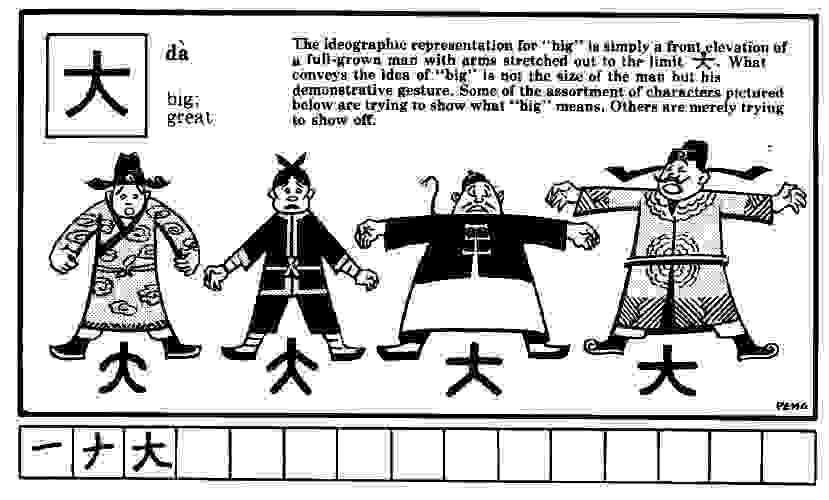 大
dà
big;
great
The ideographic representation for "big" is simply a front elevation of
a full-grown man with arms stretched out to the limit 大. What
conveys the idea of "big" is not the size of the man but his
demonstrative gesture. Some of the assortment of characters pictured
below are trying to show what "big" means. Others are merely trying
to show off.
大 大 大 大
PENG
一 ナ 大